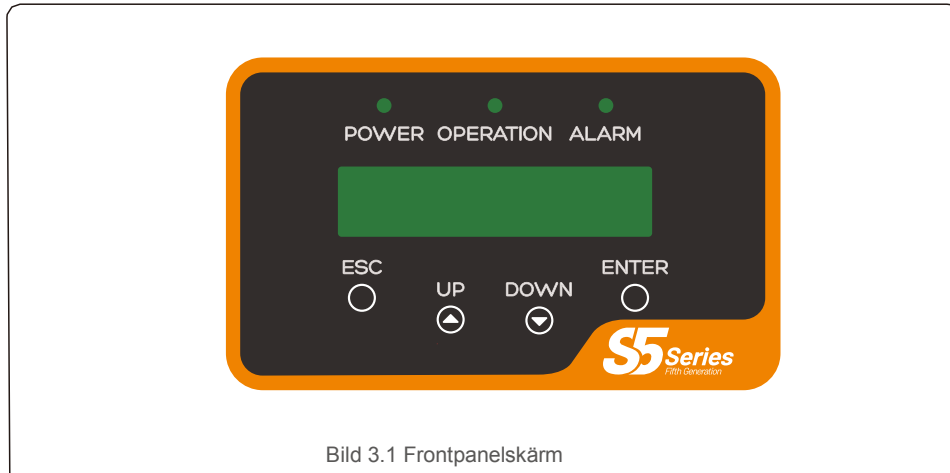 POWER OPERATION ALARM
ESC
UP
DOWN
ENTER
S5 Series
Fifth Generation
Bild 3.1 Frontpanelskärm